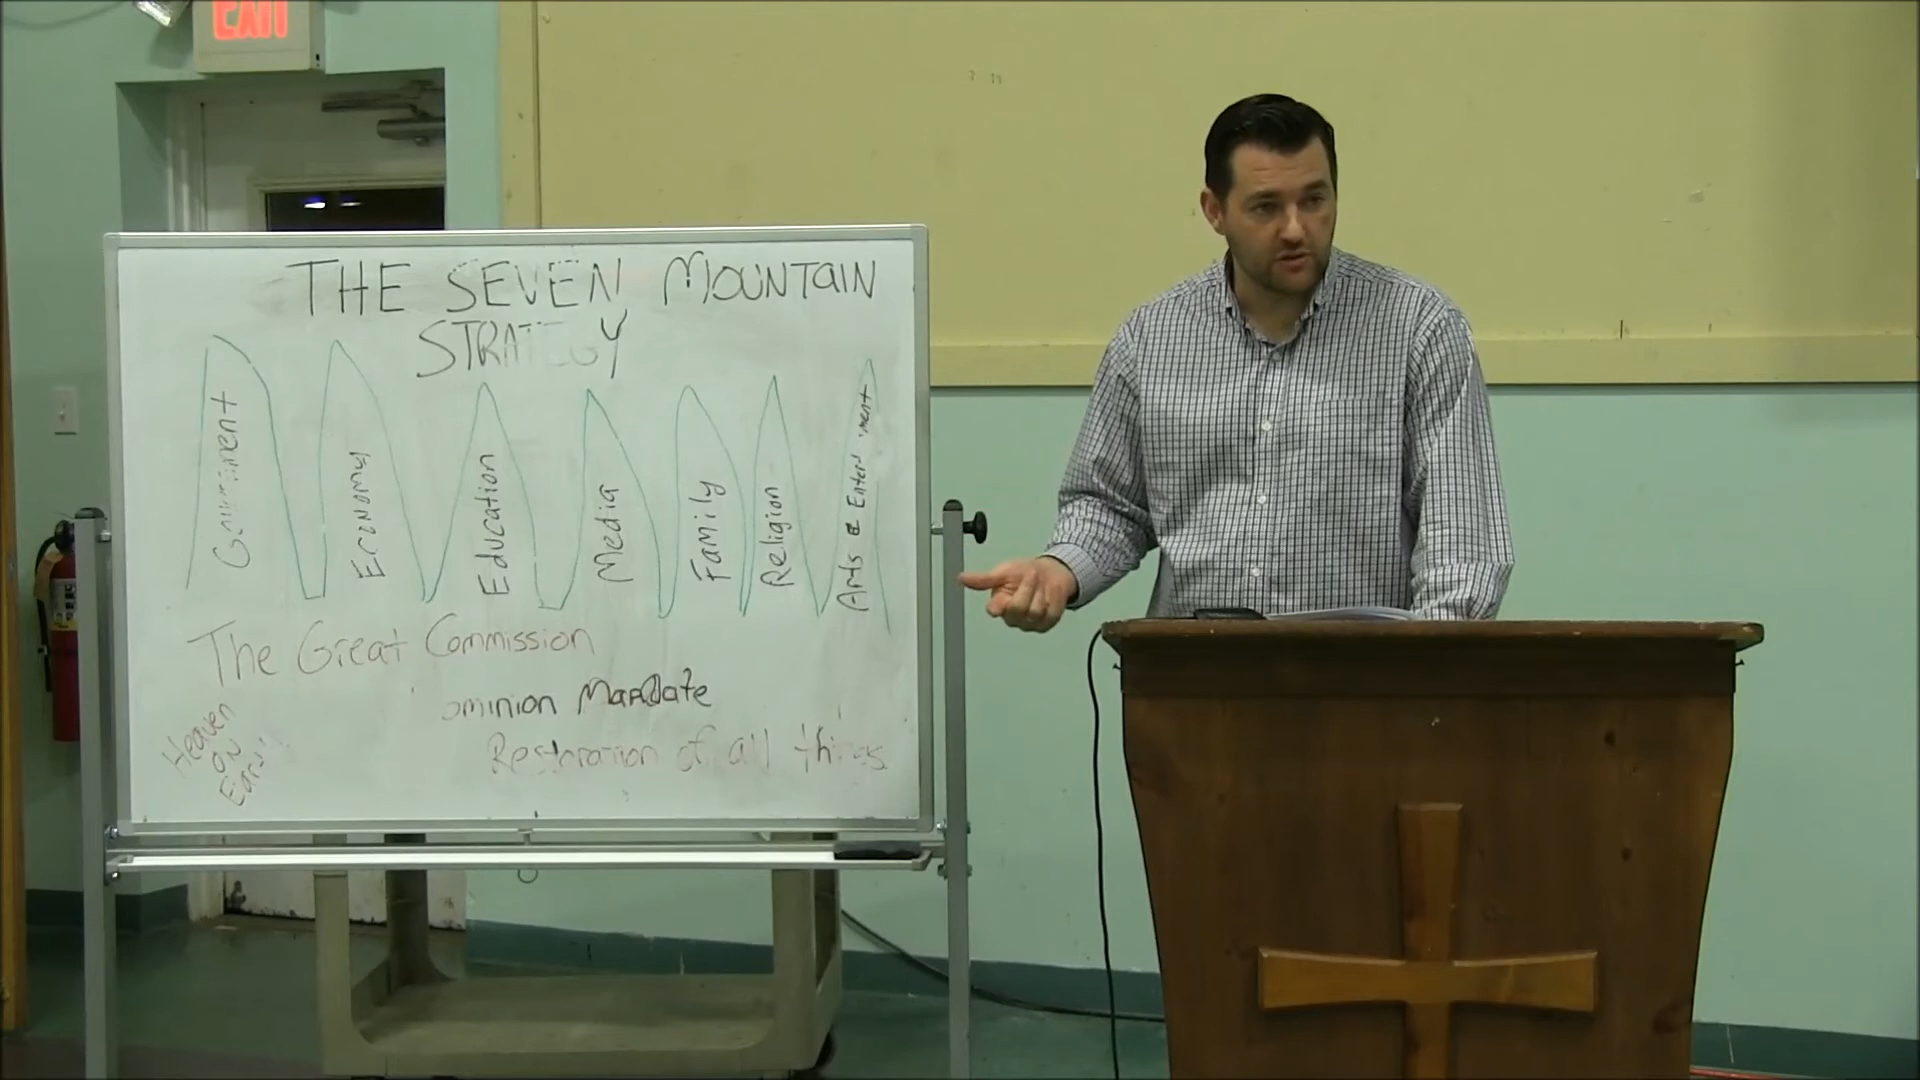 EXIT
THE SEVEN MOUNTAIN
STRATEGY
Government
Economy
Education
Media
Family
Religion
Arts & Entertainment
The Great Commission
ominion Mandate
Restoration of all things
Heaven
ON
Earth